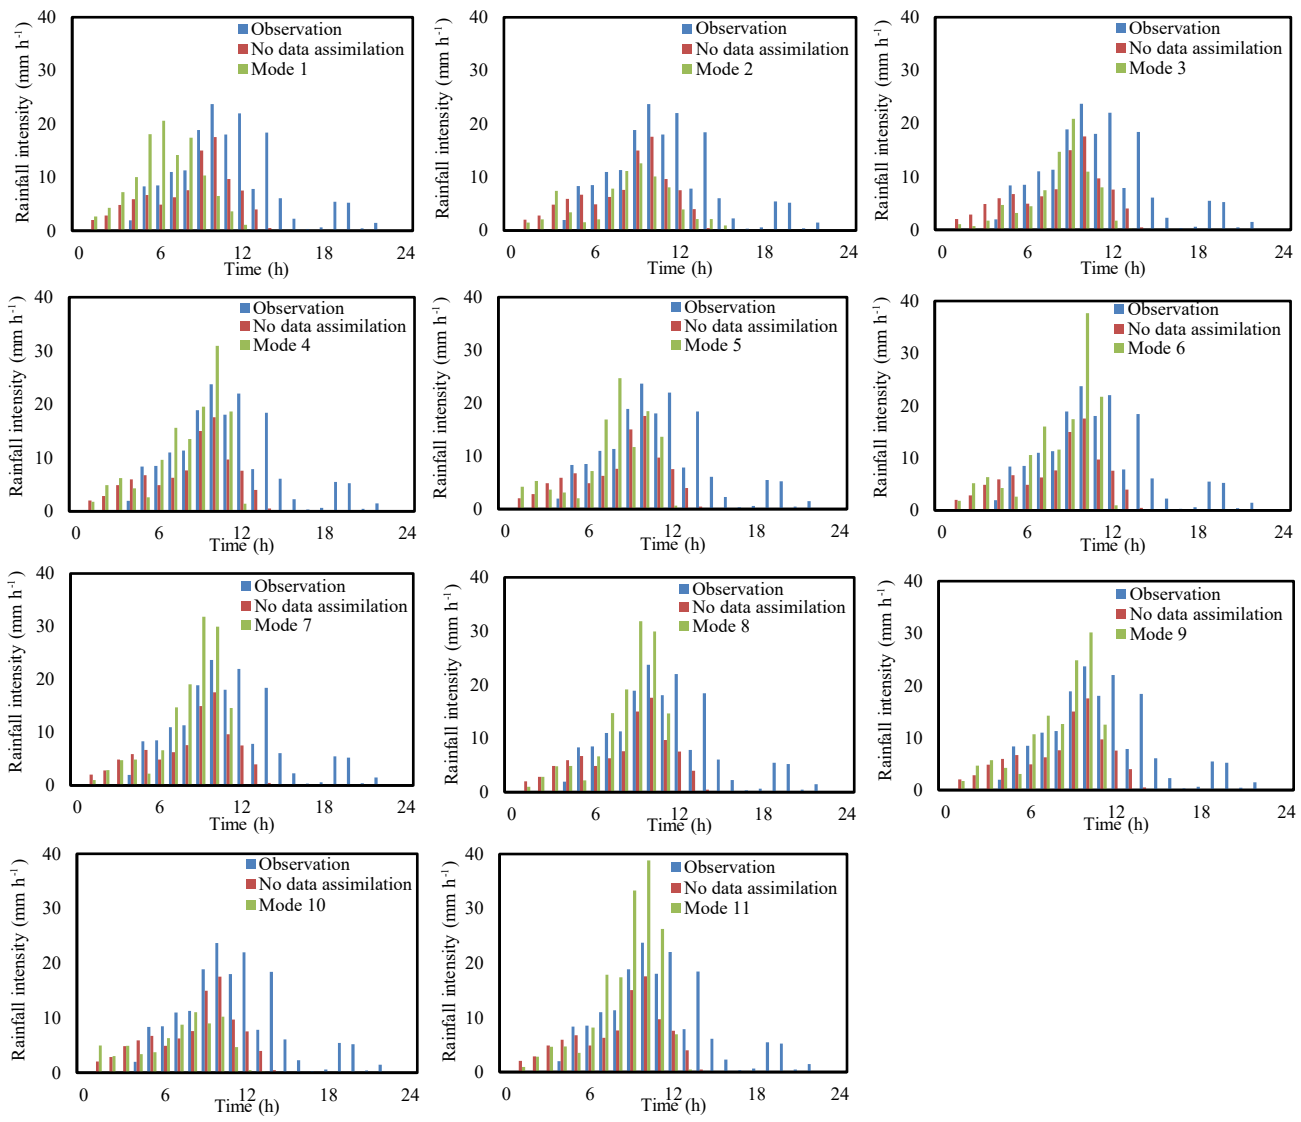 Rainfall intensity (mm h⁻¹)
40
30
20
10
0
Observation
No data assimilation
Mode 1
0 6 12 18 24
Time (h)
Rainfall intensity (mm h⁻¹)
40
30
20
10
0
Observation
No data assimilation
Mode 2
0 6 12 18 24
Time (h)
Rainfall intensity (mm h⁻¹)
40
30
20
10
0
Observation
No data assimilation
Mode 3
0 6 12 18 24
Time (h)
Rainfall intensity (mm h⁻¹)
40
30
20
10
0
Observation
No data assimilation
Mode 4
0 6 12 18 24
Time (h)
Rainfall intensity (mm h⁻¹)
40
30
20
10
0
Observation
No data assimilation
Mode 5
0 6 12 18 24
Time (h)
Rainfall intensity (mm h⁻¹)
40
30
20
10
0
Observation
No data assimilation
Mode 6
0 6 12 18 24
Time (h)
Rainfall intensity (mm h⁻¹)
40
30
20
10
0
Observation
No data assimilation
Mode 7
0 6 12 18 24
Time (h)
Rainfall intensity (mm h⁻¹)
40
30
20
10
0
Observation
No data assimilation
Mode 8
0 6 12 18 24
Time (h)
Rainfall intensity (mm h⁻¹)
40
30
20
10
0
Observation
No data assimilation
Mode 9
0 6 12 18 24
Time (h)
Rainfall intensity (mm h⁻¹)
40
30
20
10
0
Observation
No data assimilation
Mode 10
0 6 12 18 24
Time (h)
Rainfall intensity (mm h⁻¹)
40
30
20
10
0
Observation
No data assimilation
Mode 11
0 6 12 18 24
Time (h)